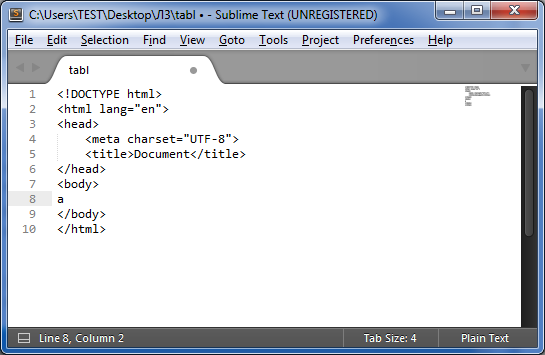 C:\Users\TEST\Desktop\ЛЗ\tabl • - Sublime Text (UNREGISTERED)
File Edit Selection Find View Goto Tools Project Preferences Help
tabl
1 <!DOCTYPE html>
2 <html lang="en">
3 <head>
4 <meta charset="UTF-8">
5 <title>Document</title>
6 </head>
7 <body>
8 a
9 </body>
10 </html>
Line 8, Column 2 Tab Size: 4 Plain Text